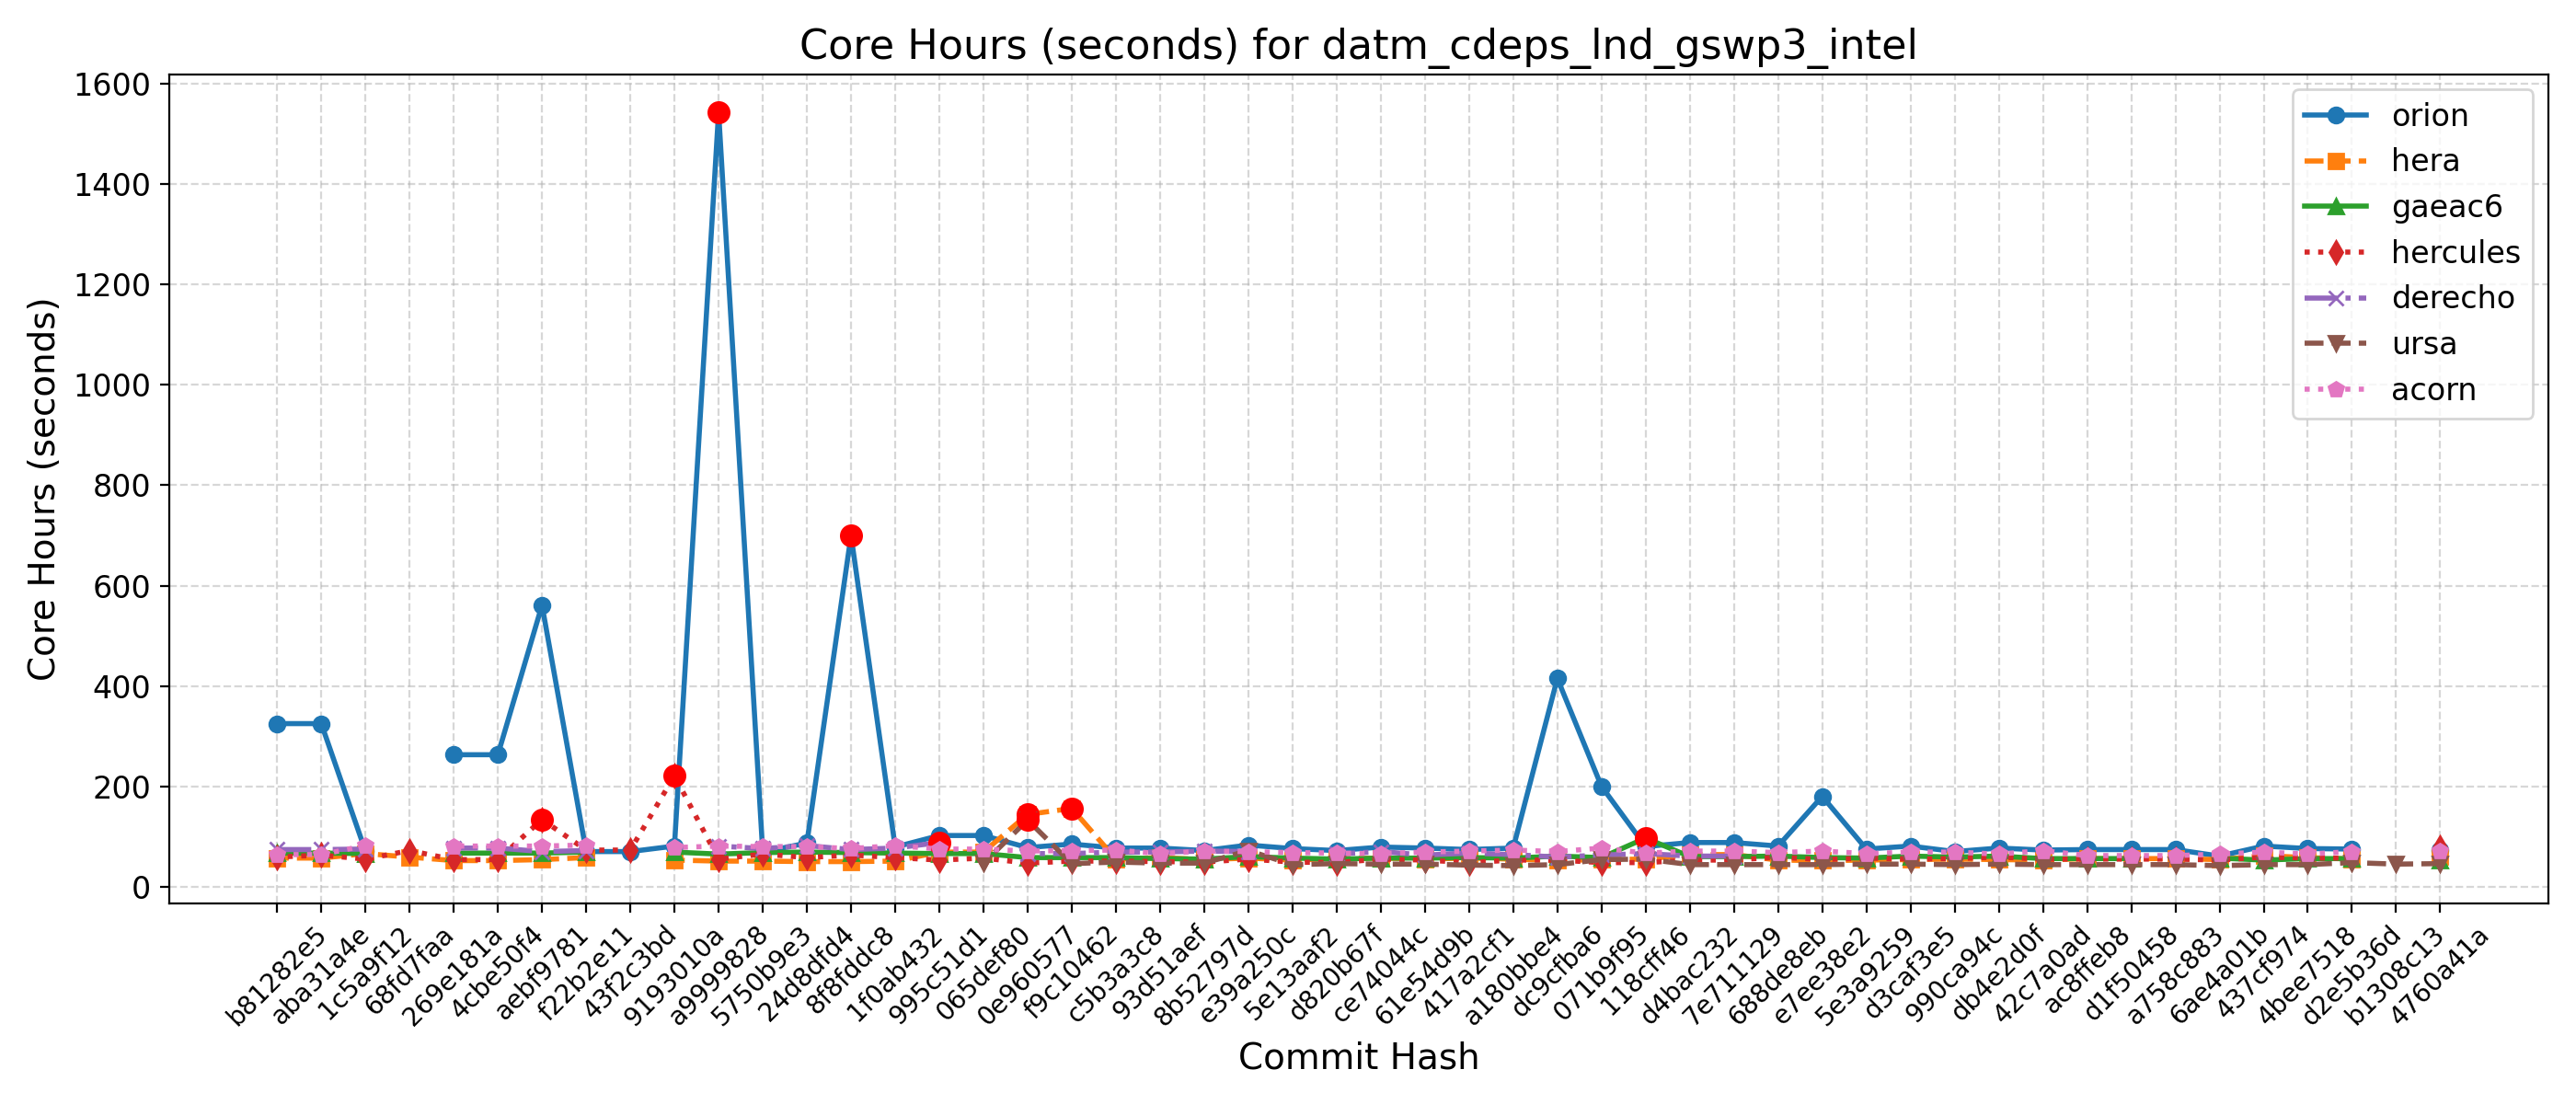 Core Hours (seconds) for datm_cdeps_lnd_gswp3_intel
Core Hours (seconds)
1600
1400
1200
1000
800
600
400
200
0
orion
hera
gaeac6
hercules
derecho
ursa
acorn
b81282e5
aba31a4e
1c5a9f12
68fd7faa
269e181a
4cbe50f4
aebf9781
f22b2e11
43f2c3bd
9193010a
a9999828
5750b9e3
24d8dfd4
8f8fddc8
1f0ab432
995c51d1
065def80
0e960577
f9c10462
c5b3a3c8
93d51aef
8b52797d
e39a250c
5e13aaf2
d820b67f
ce74044c
61e54d9b
417a2cf1
a180bbe4
dc9cfba6
071b9f95
118cff46
d4bac232
7e711129
688de8eb
e7ee38e2
5e3a9259
d3caf3e5
990ca94c
db4e2d0f
42c7a0ad
ac8ffeb8
d1f50458
a758c883
6ae4a01b
437cf974
4bee7518
d2e5b36d
b1308c13
4760a41a
Commit Hash